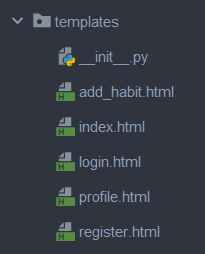 templates
__init__.py
add_habit.html
index.html
login.html
profile.html
register.html